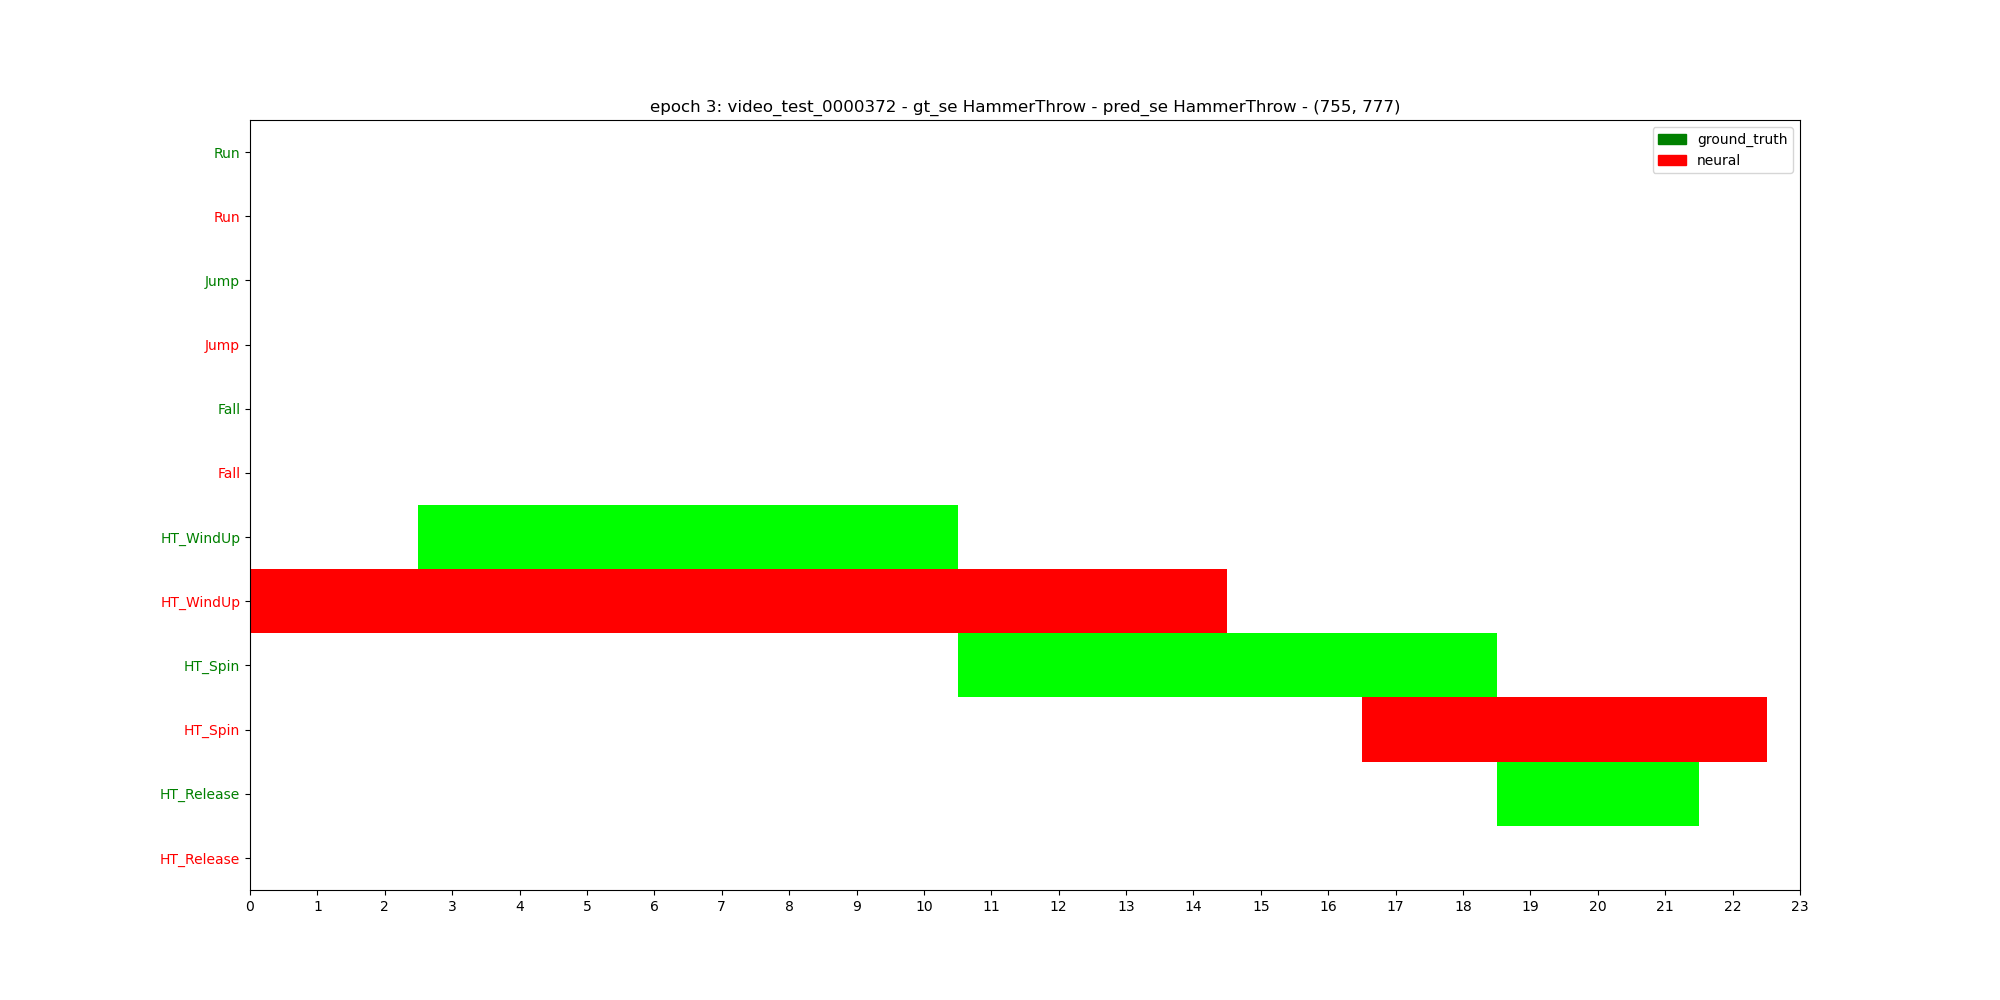 epoch 3: video_test_0000372 - gt_se HammerThrow - pred_se HammerThrow - (755, 777)
ground_truth
neural
Run
Run
Jump
Jump
Fall
Fall
HT_WindUp
HT_WindUp
HT_Spin
HT_Spin
HT_Release
HT_Release
0 1 2 3 4 5 6 7 8 9 10 11 12 13 14 15 16 17 18 19 20 21 22 23